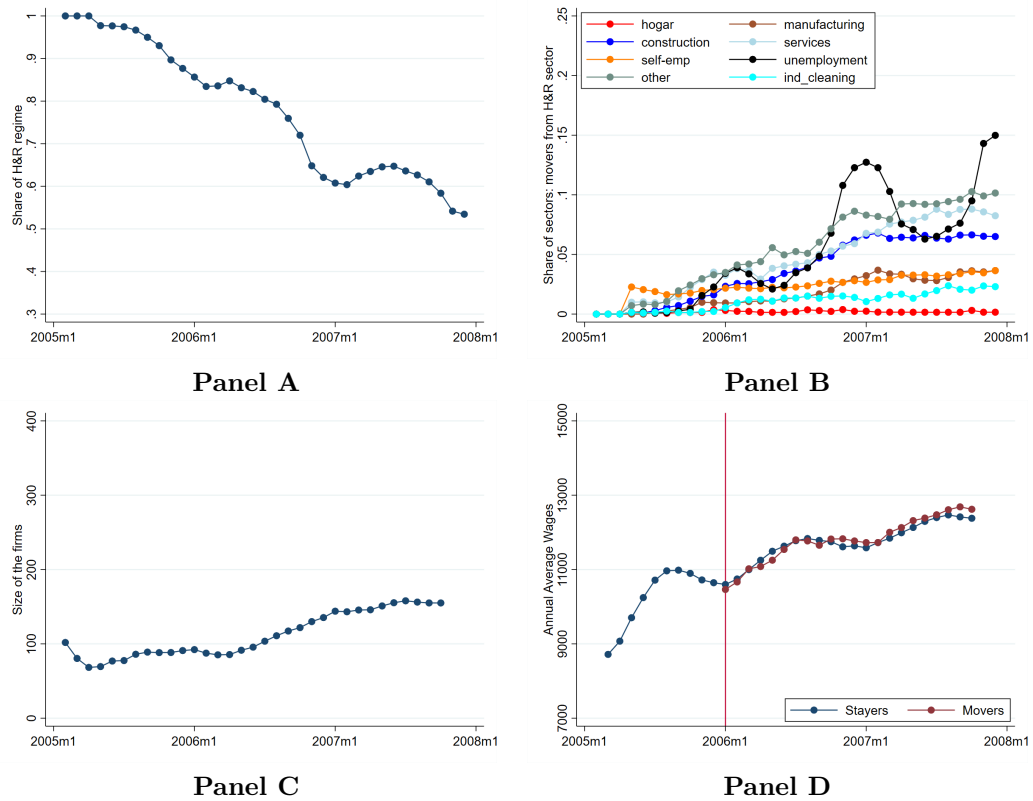 Share of H&R regime
1
.9
.8
.7
.6
.5
.4
.3
2005m1 2006m1 2007m1 2008m1
Panel A
Share of sectors: movers from H&R sector
.25
.2
.15
.1
.05
0
hogar manufacturing
construction services
self-emp unemployment
other ind_cleaning
2005m1 2006m1 2007m1 2008m1
Panel B
Size of the firms
400
300
200
100
0
2005m1 2006m1 2007m1 2008m1
Panel C
Annual Average Wages
15000
13000
11000
9000
7000
Stayers Movers
2005m1 2006m1 2007m1 2008m1
Panel D